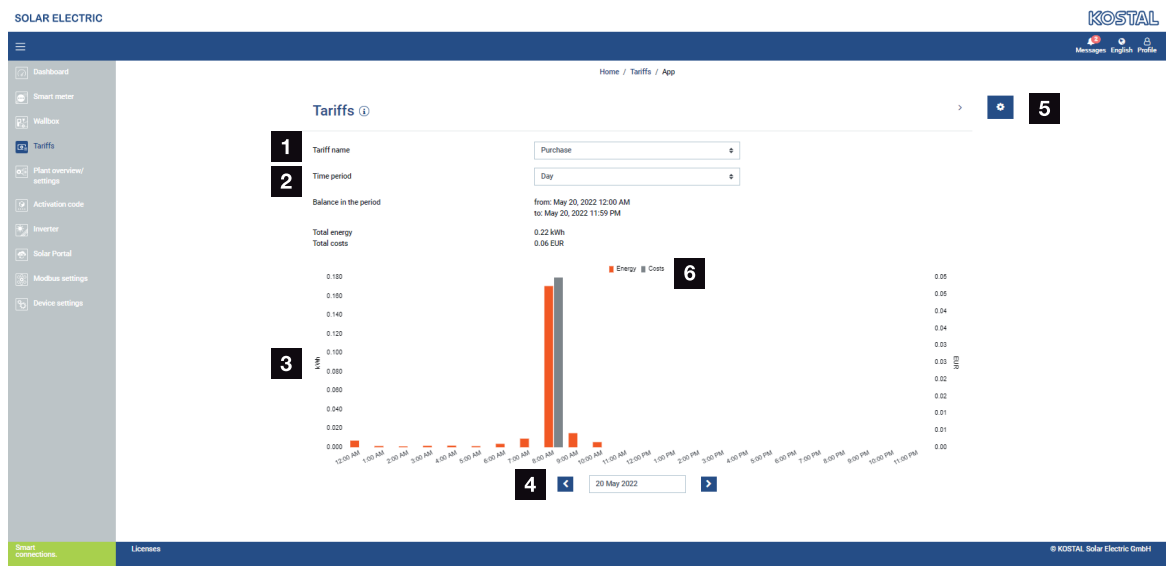 SOLAR ELECTRIC
KOSTAL
2
Messages English Profile
Dashboard
Home / Tariffs / App
Smart meter
Tariffs
5
Wallbox
Tariffs
1 Tariff name Purchase
2 Time period Day
Plant overview/
settings
Activation code
Balance in the period from: May 20, 2022 12:00 AM
to: May 20, 2022 11:59 PM
Inverter
Total energy 0.22 kWh
Total costs 0.06 EUR
Solar Portal
Energy Costs 6
Modbus settings
Device settings
0.180 0.05
0.160 0.05
0.140 0.04
0.120 0.04
0.100 0.03
3 kWh 0.080 0.03 EUR
0.02
0.060 0.02
0.040 0.01
0.020 0.01
0.000 0.00
12:00 AM 1:00 AM 2:00 AM 3:00 AM 4:00 AM 5:00 AM 6:00 AM 7:00 AM 8:00 AM 9:00 AM 10:00 AM 11:00 AM 12:00 PM 1:00 PM 2:00 PM 3:00 PM 4:00 PM 5:00 PM 6:00 PM 7:00 PM 8:00 PM 9:00 PM 10:00 PM 11:00 PM
4 20 May 2022
Smart
connections.
Licenses
© KOSTAL Solar Electric GmbH